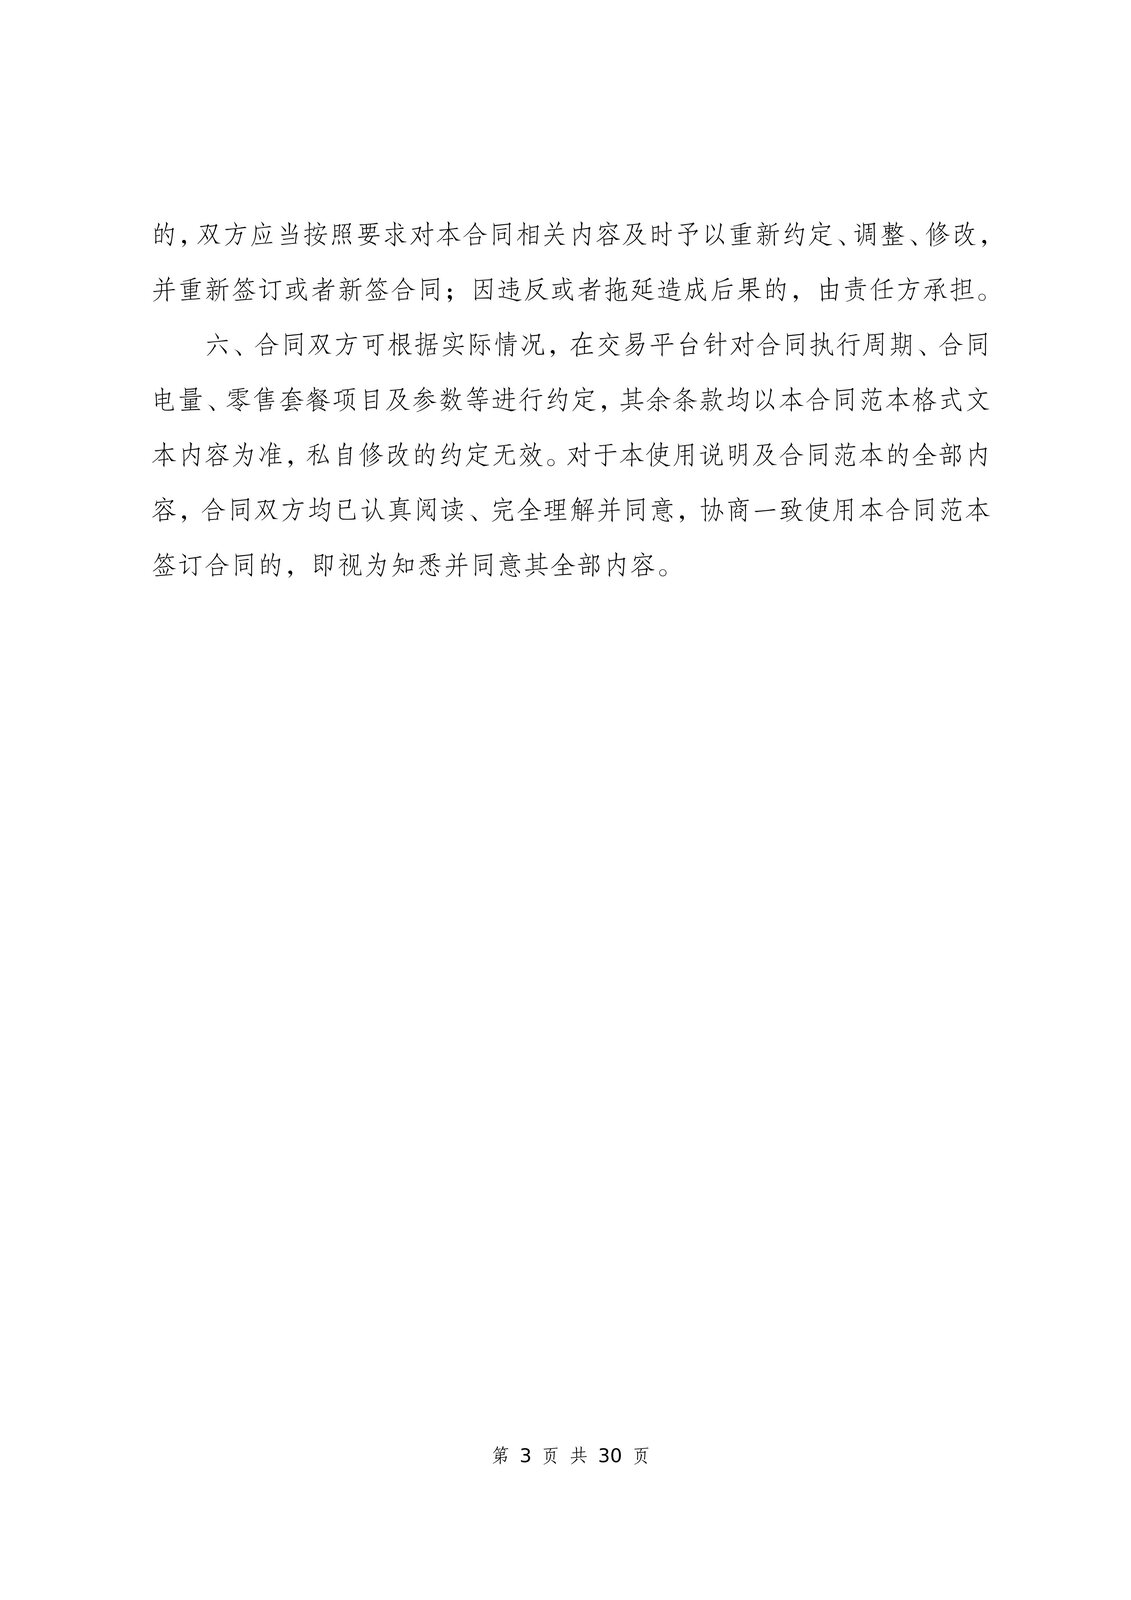 的，双方应当按照要求对本合同相关内容及时予以重新约定、调整、修改，
并重新签订或者新签合同；因违反或者拖延造成后果的，由责任方承担。
六、合同双方可根据实际情况，在交易平台针对合同执行周期、合同
电量、零售套餐项目及参数等进行约定，其余条款均以本合同范本格式文
本内容为准，私自修改的约定无效。对于本使用说明及合同范本的全部内
容，合同双方均已认真阅读、完全理解并同意，协商一致使用本合同范本
签订合同的，即视为知悉并同意其全部内容。
第 3 页 共 30 页